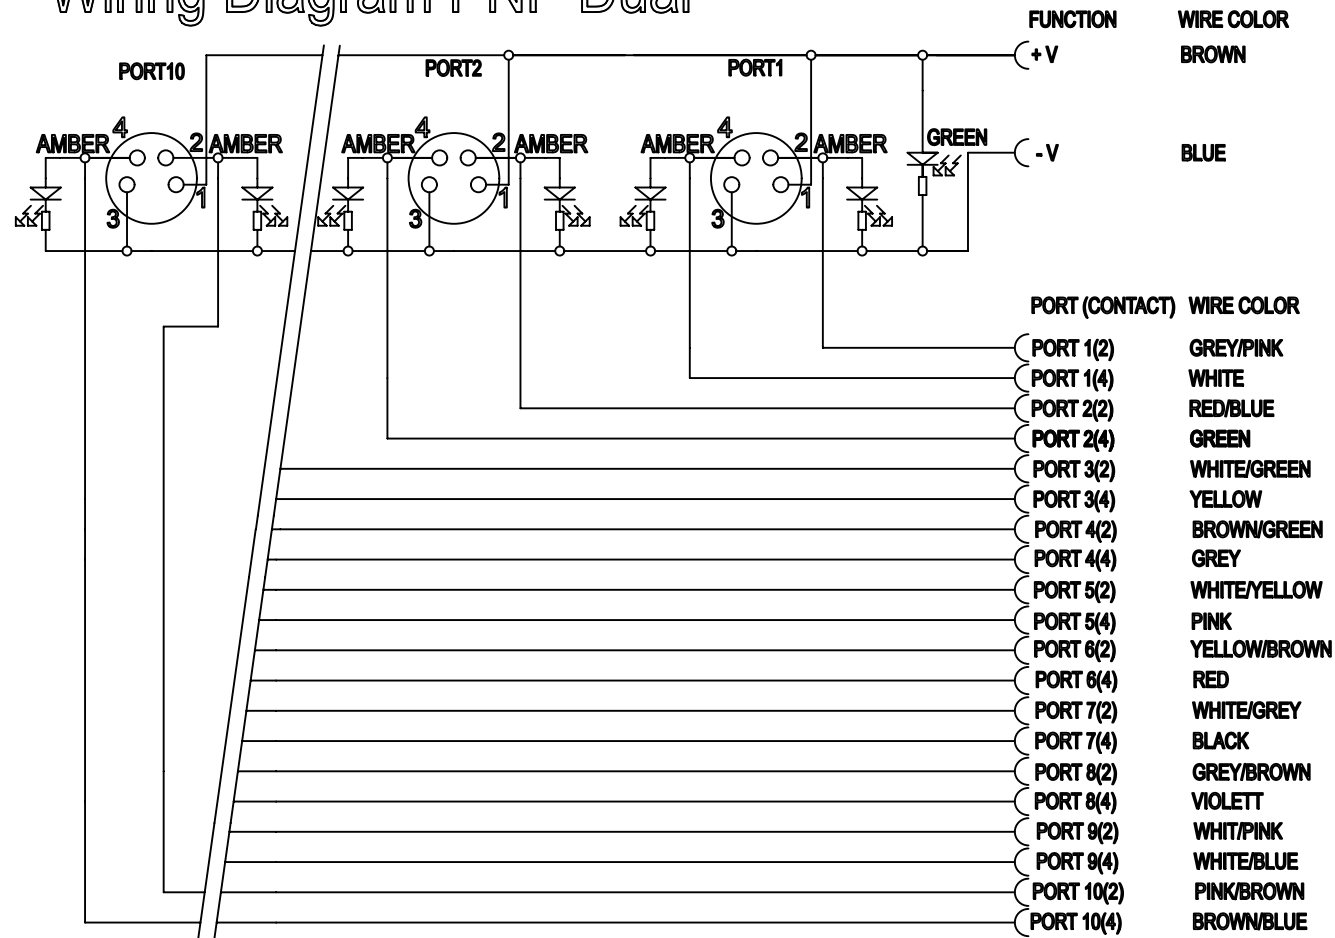 Wiring Diagram PNP Dual
FUNCTION WIRE COLOR
+ V BROWN
PORT10 PORT2 PORT1
AMBER 4 2 AMBER AMBER 4 2 AMBER AMBER 4 2 AMBER GREEN
- V BLUE
3 1 3 1 3 1
PORT (CONTACT) WIRE COLOR
PORT 1(2) GREY/PINK
PORT 1(4) WHITE
PORT 2(2) RED/BLUE
PORT 2(4) GREEN
PORT 3(2) WHITE/GREEN
PORT 3(4) YELLOW
PORT 4(2) BROWN/GREEN
PORT 4(4) GREY
PORT 5(2) WHITE/YELLOW
PORT 5(4) PINK
PORT 6(2) YELLOW/BROWN
PORT 6(4) RED
PORT 7(2) WHITE/GREY
PORT 7(4) BLACK
PORT 8(2) GREY/BROWN
PORT 8(4) VIOLETT
PORT 9(2) WHIT/PINK
PORT 9(4) WHITE/BLUE
PORT 10(2) PINK/BROWN
PORT 10(4) BROWN/BLUE